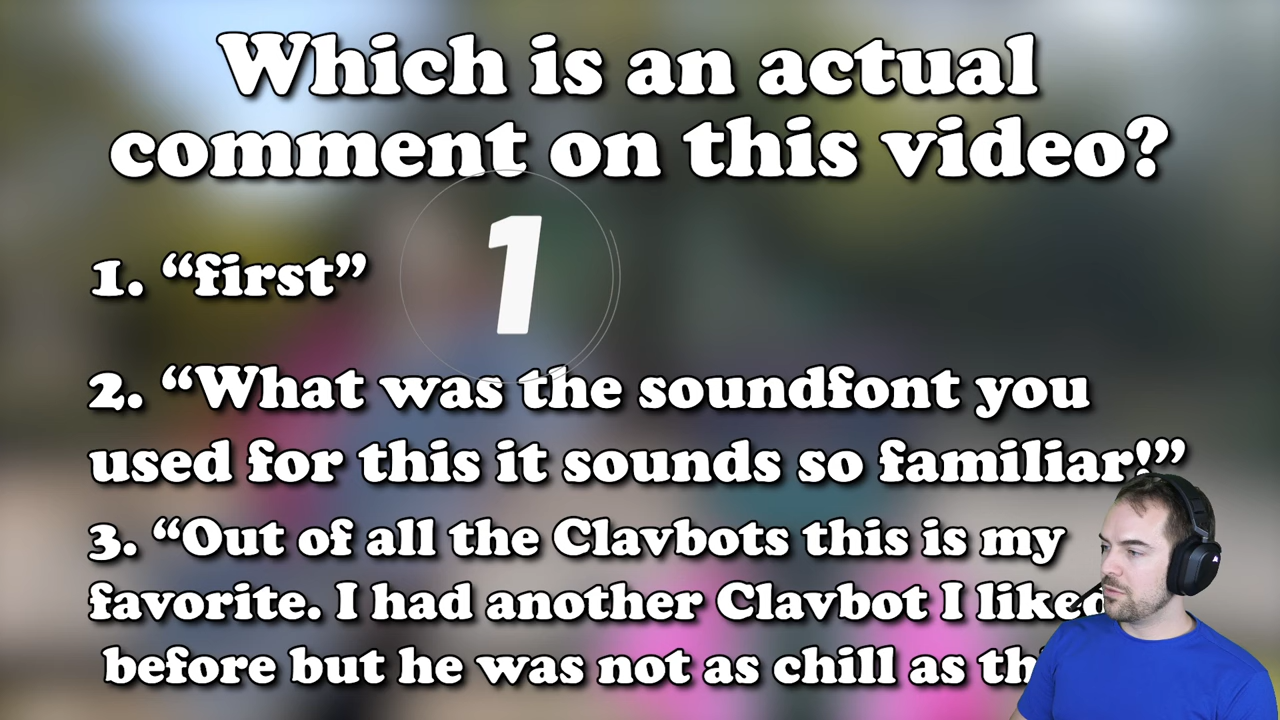 Which is an actual
comment on this video?
1
1. “first”
2. “What was the soundfont you
used for this it sounds so familiar!”
3. “Out of all the Clavbots this is my
favorite. I had another Clavbot I liked
before but he was not as chill as